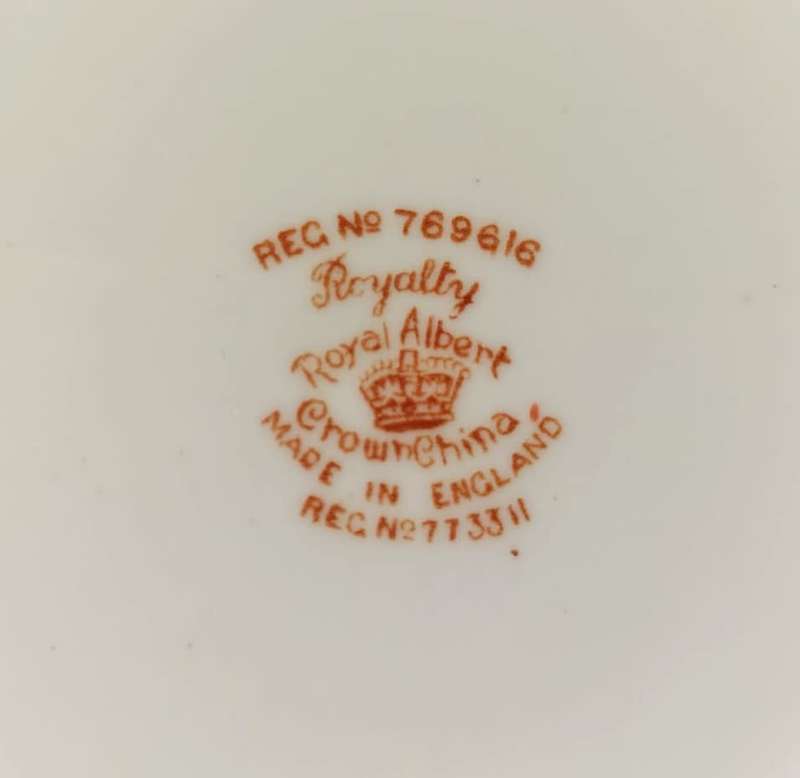 REG Nº 769616
Royalty
Royal Albert
Crown China
MADE IN ENGLAND
REG Nº 773311